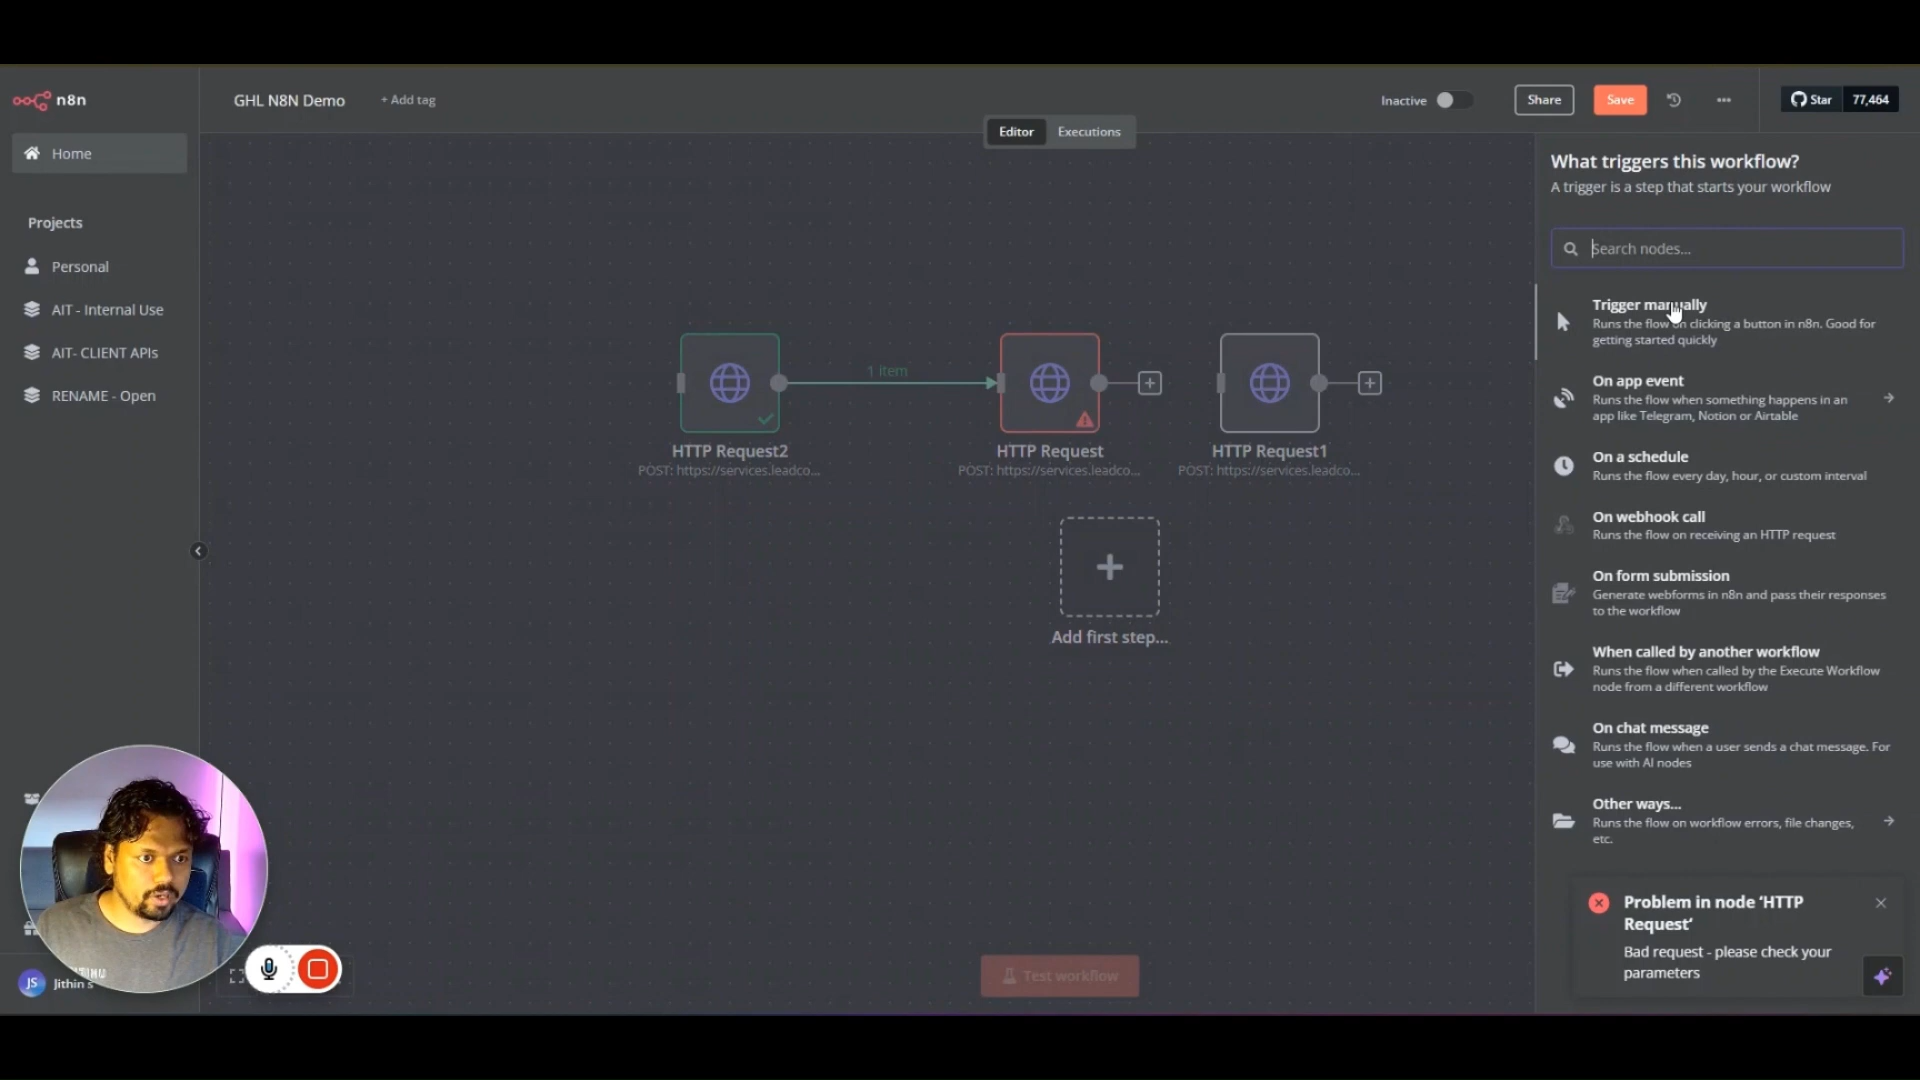 n8n
GHL N8N Demo
+ Add tag
Inactive
Share
Save
Star
77,464
Editor
Executions
Home
Projects
Personal
AIT - Internal Use
AIT- CLIENT APIs
RENAME - Open
1 item
HTTP Request2
POST: https://services.leadco...
HTTP Request
POST: https://services.leadco...
HTTP Request1
POST: https://services.leadco...
Add first step...
Test workflow
What triggers this workflow?
A trigger is a step that starts your workflow
Search nodes...
Trigger manually
Runs the flow on clicking a button in n8n. Good for
getting started quickly
On app event
Runs the flow when something happens in an
app like Telegram, Notion or Airtable
On a schedule
Runs the flow every day, hour, or custom interval
On webhook call
Runs the flow on receiving an HTTP request
On form submission
Generate webforms in n8n and pass their responses
to the workflow
When called by another workflow
Runs the flow when called by the Execute Workflow
node from a different workflow
On chat message
Runs the flow when a user sends a chat message. For
use with AI nodes
Other ways...
Runs the flow on workflow errors, file changes,
etc.
Problem in node ‘HTTP
Request‘
Bad request - please check your
parameters
JS
Jithin s